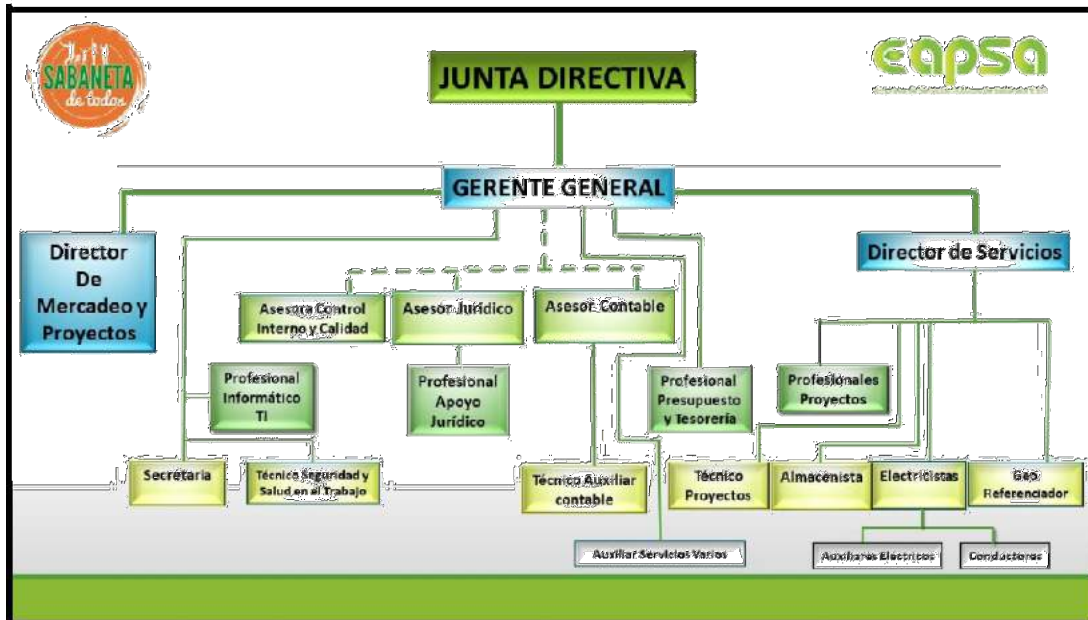 SABANETA
de todos
eapsa
JUNTA DIRECTIVA
GERENTE GENERAL
Director
De
Mercadeo y
Proyectos
Director de Servicios
Asesora Control
Interno y Calidad
Asesor Jurídico
Asesor Contable
Profesional
Informático
TI
Profesional
Apoyo
Jurídico
Profesional
Presupuesto
y Tesorería
Profesionales
Proyectos
Secretaria
Técnico Seguridad y
Salud en el Trabajo
Técnico Auxiliar
contable
Técnico
Proyectos
Almacenista
Electricistas
Geo
Referenciador
Auxiliar Servicios Varios
Auxiliares Electricos
Conductores